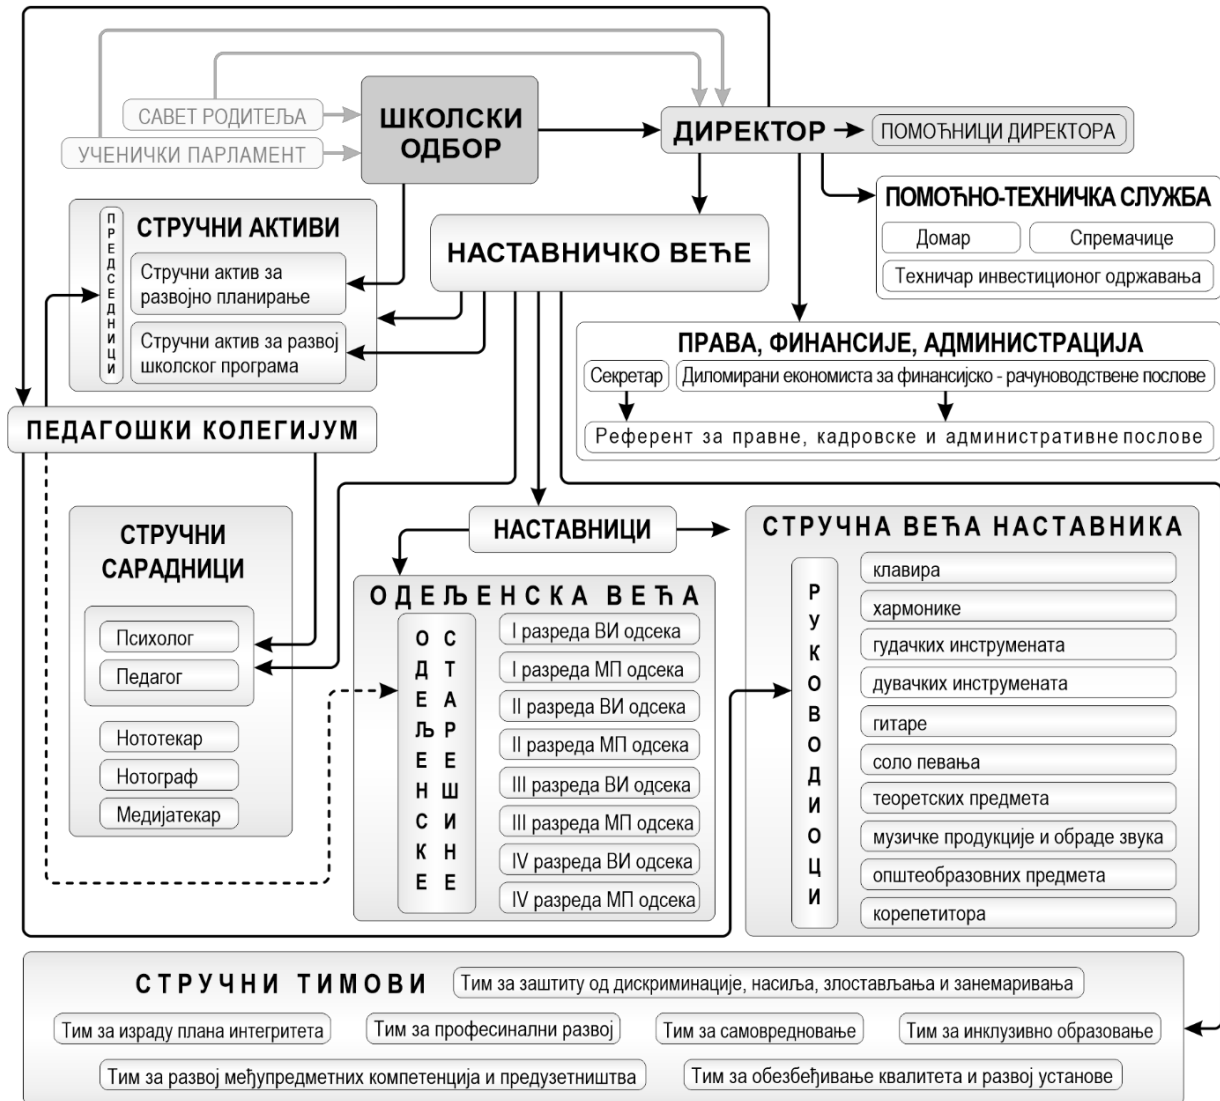 САВЕТ РОДИТЕЉА
УЧЕНИЧКИ ПАРЛАМЕНТ
ШКОЛСКИ
ОДБОР
ДИРЕКТОР
ПОМОЋНИЦИ ДИРЕКТОРА
ПОМОЋНО-ТЕХНИЧКА СЛУЖБА
Домар
Спремачице
Техничар инвестиционог одржавања
ПРЕДСЕДНИЦИ
СТРУЧНИ АКТИВИ
Стручни актив за
развојно планирање
Стручни актив за развој
школског програма
НАСТАВНИЧКО ВЕЋЕ
ПРАВА, ФИНАНСИЈЕ, АДМИНИСТРАЦИЈА
Секретар
Диломирани економиста за финансијско - рачуноводствене послове
Референт за правне, кадровске и административне послове
ПЕДАГОШКИ КОЛЕГИЈУМ
СТРУЧНИ
САРАДНИЦИ
Психолог
Педагог
Нототекар
Нотограф
Медијатекар
НАСТАВНИЦИ
ОДЕЉЕНСКА ВЕЋА
ОДЕЉЕНСКЕ
СТАРЕШИНЕ
I разреда ВИ одсека
I разреда МП одсека
II разреда ВИ одсека
II разреда МП одсека
III разреда ВИ одсека
III разреда МП одсека
IV разреда ВИ одсека
IV разреда МП одсека
СТРУЧНА ВЕЋА НАСТАВНИКА
РУКОВОДИОЦИ
клавира
хармонике
гудачких инструмената
дувачких инструмената
гитаре
соло певања
теоретских предмета
музичке продукције и обраде звука
општеобразовних предмета
корепетитора
СТРУЧНИ ТИМОВИ
Тим за заштиту од дискриминације, насиља, злостављања и занемаривања
Тим за израду плана интегритета
Тим за професинални развој
Тим за самовредновање
Тим за инклузивно образовање
Тим за развој међупредметних компетенција и предузетништва
Тим за обезбеђивање квалитета и развој установе